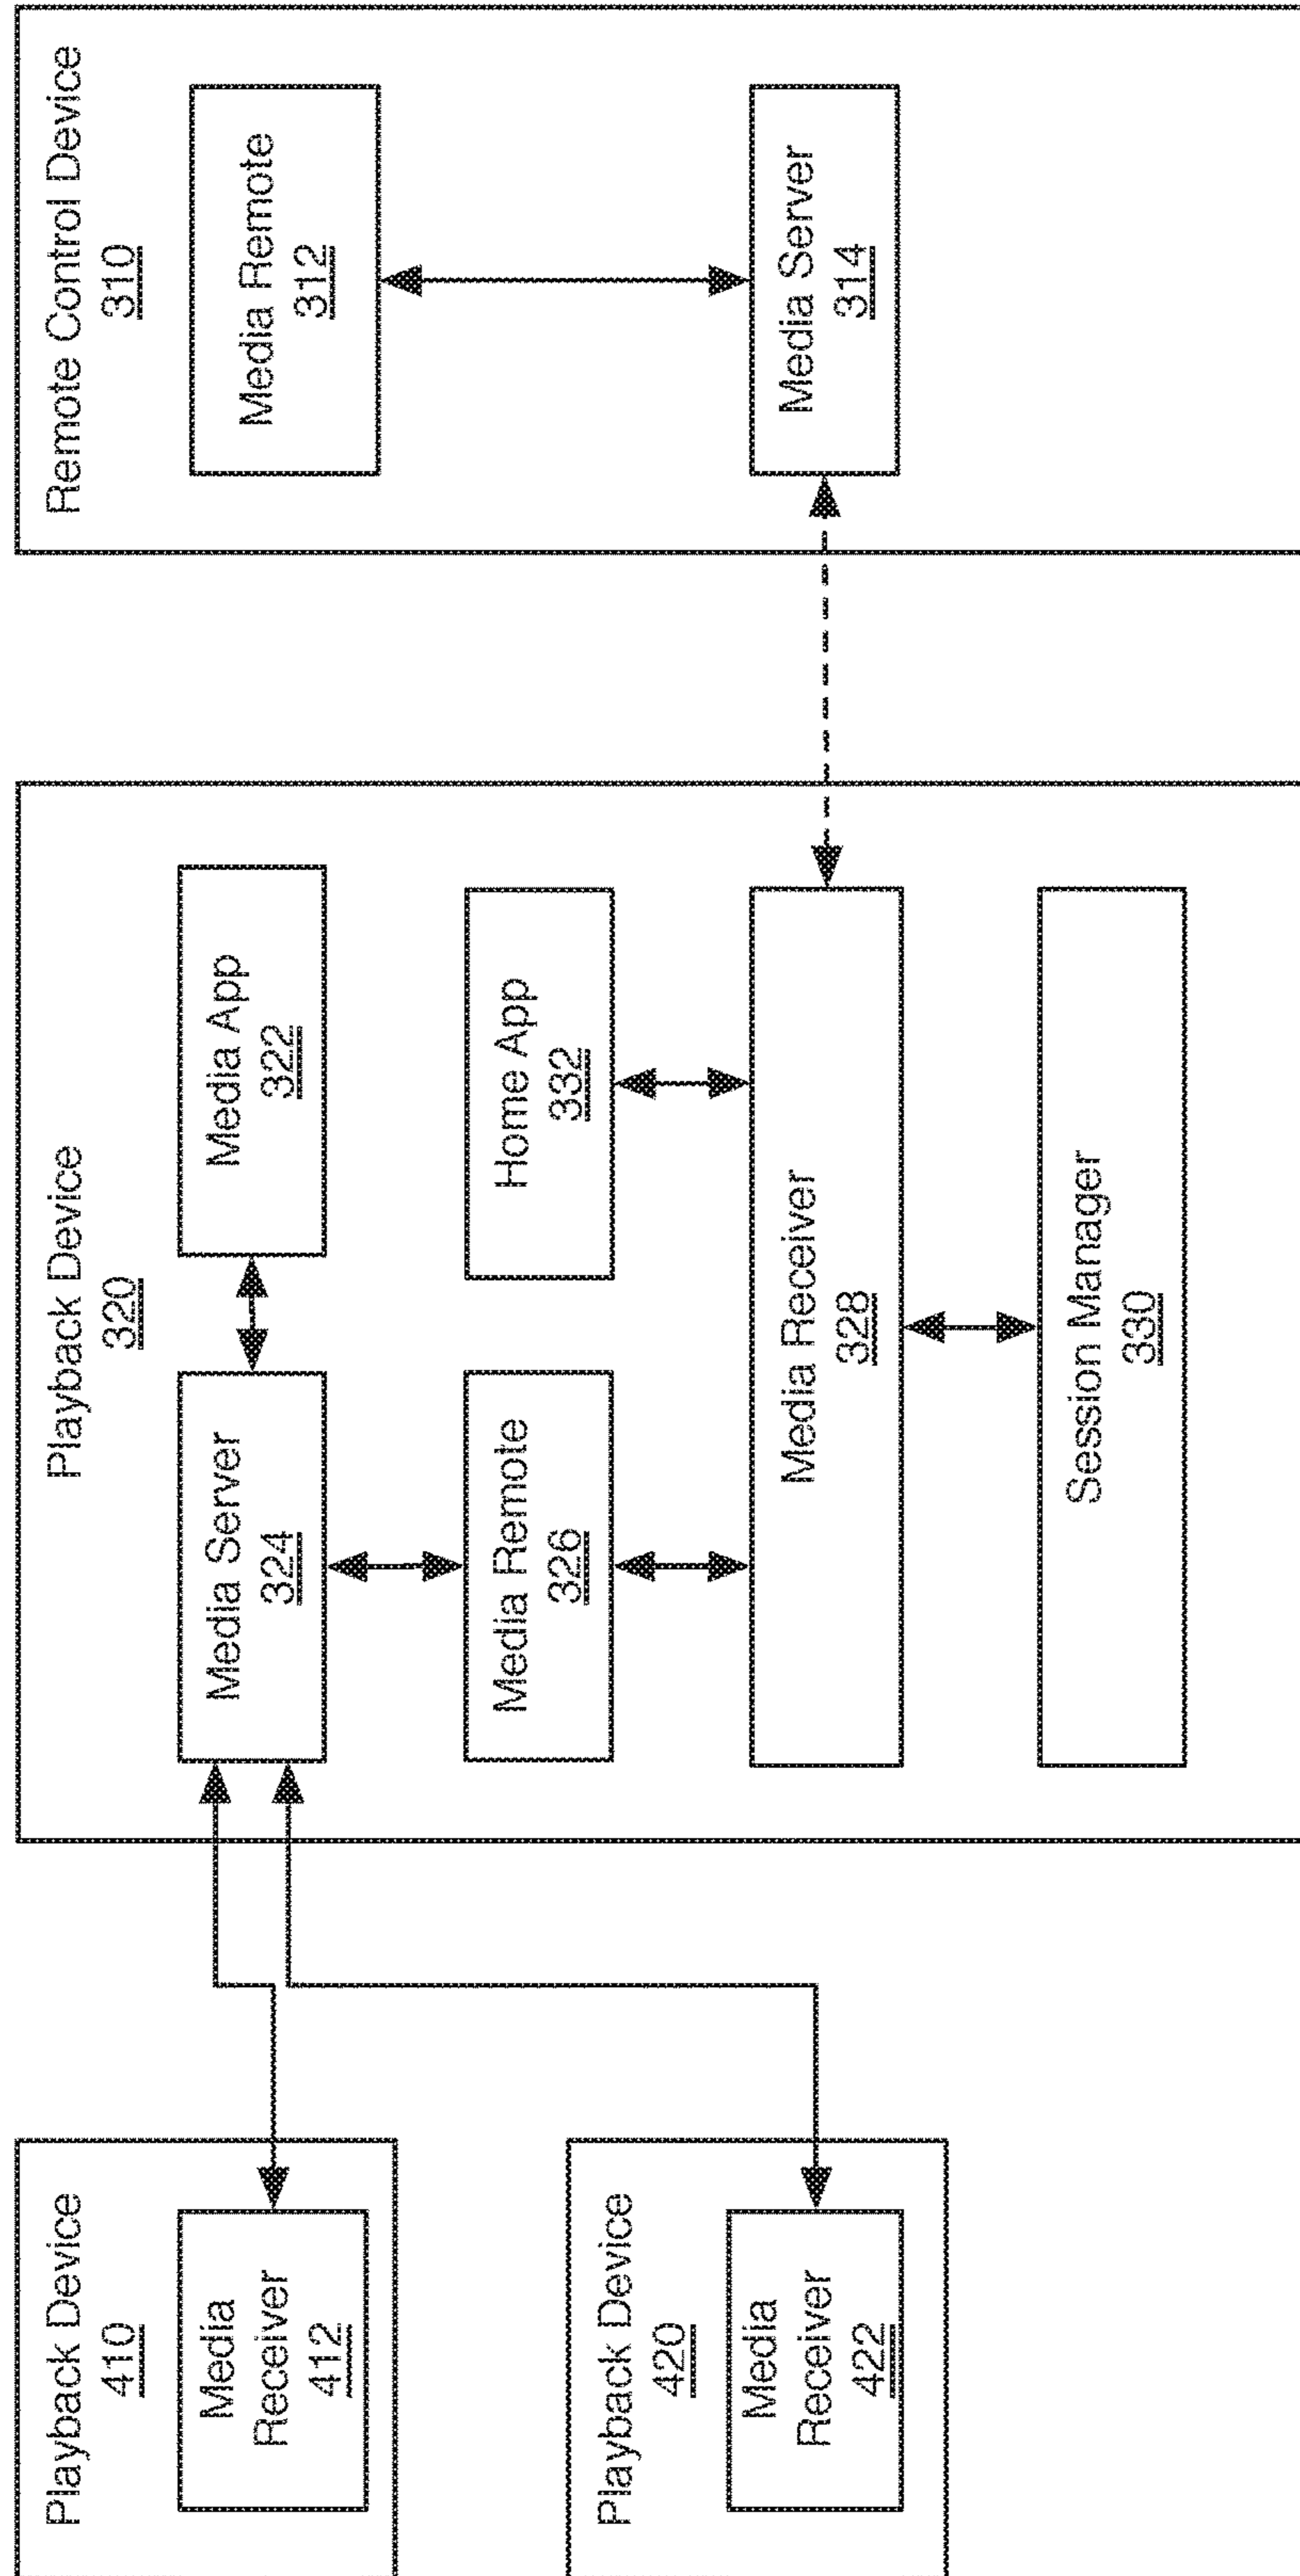 Playback Device
410
Media
Receiver
412
Playback Device
420
Media
Receiver
422
Playback Device
320
Media Server
324
Media App
322
Media Remote
326
Home App
332
Media Receiver
328
Session Manager
330
Remote Control Device
310
Media Remote
312
Media Server
314